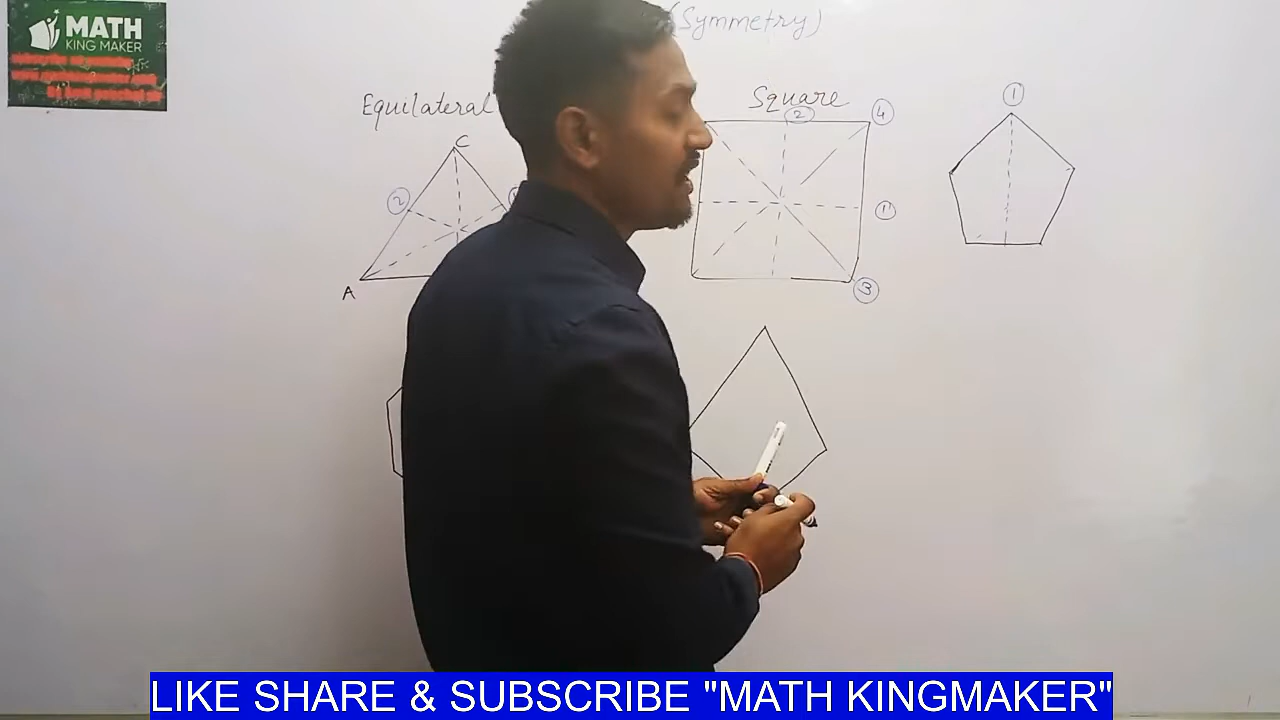 MATH
KING MAKER
(Symmetry)
Equilateral
Square
C
2
A
2
4
1
3
1
LIKE SHARE & SUBSCRIBE "MATH KINGMAKER"